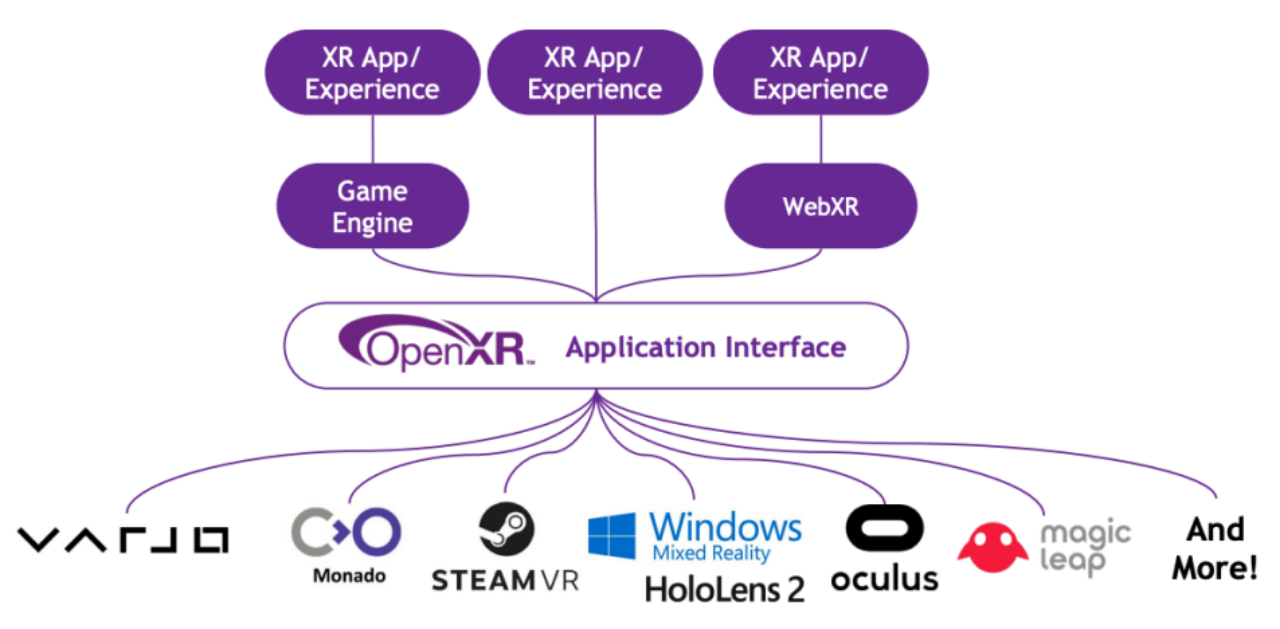 XR App/
Experience
XR App/
Experience
XR App/
Experience
Game
Engine
WebXR
OpenXR™ Application Interface
VARJO
Monado
STEAMVR
Windows
Mixed Reality
HoloLens 2
oculus
magic
leap
And
More!